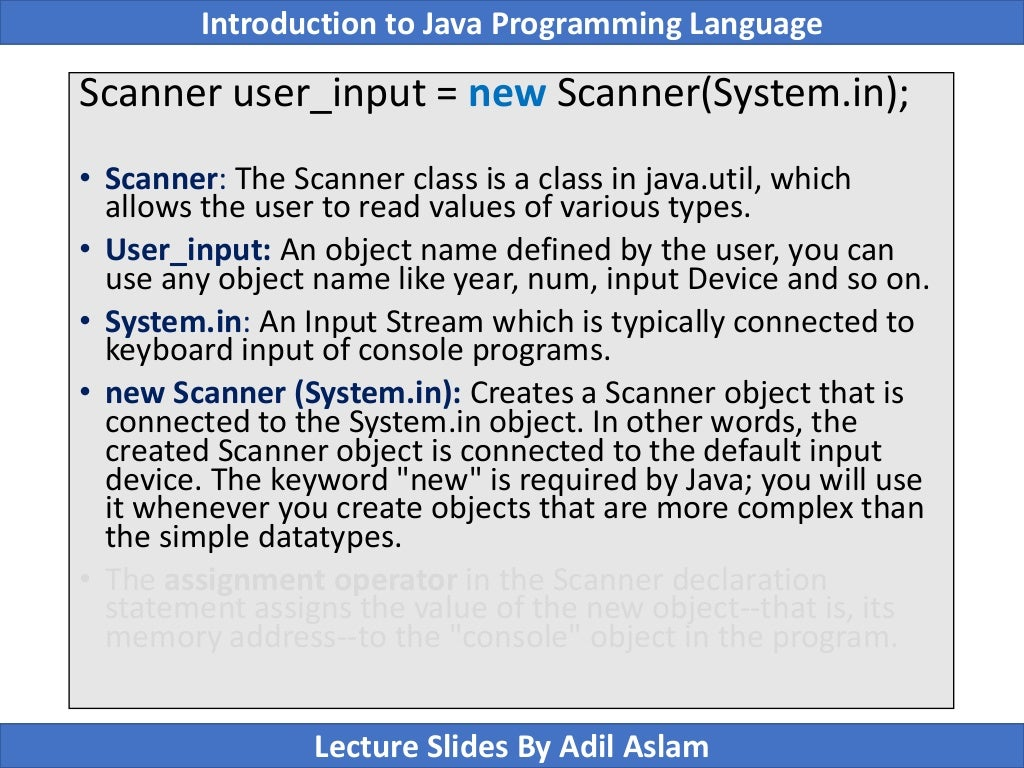 Introduction to Java Programming Language
Scanner user_input = new Scanner(System.in);
• Scanner: The Scanner class is a class in java.util, which
allows the user to read values of various types.
• User_input: An object name defined by the user, you can
use any object name like year, num, input Device and so on.
• System.in: An Input Stream which is typically connected to
keyboard input of console programs.
• new Scanner (System.in): Creates a Scanner object that is
connected to the System.in object. In other words, the
created Scanner object is connected to the default input
device. The keyword "new" is required by Java; you will use
it whenever you create objects that are more complex than
the simple datatypes.
• The assignment operator in the Scanner declaration
statement assigns the value of the new object--that is, its
memory address--to the "console" object in the program.
Lecture Slides By Adil Aslam